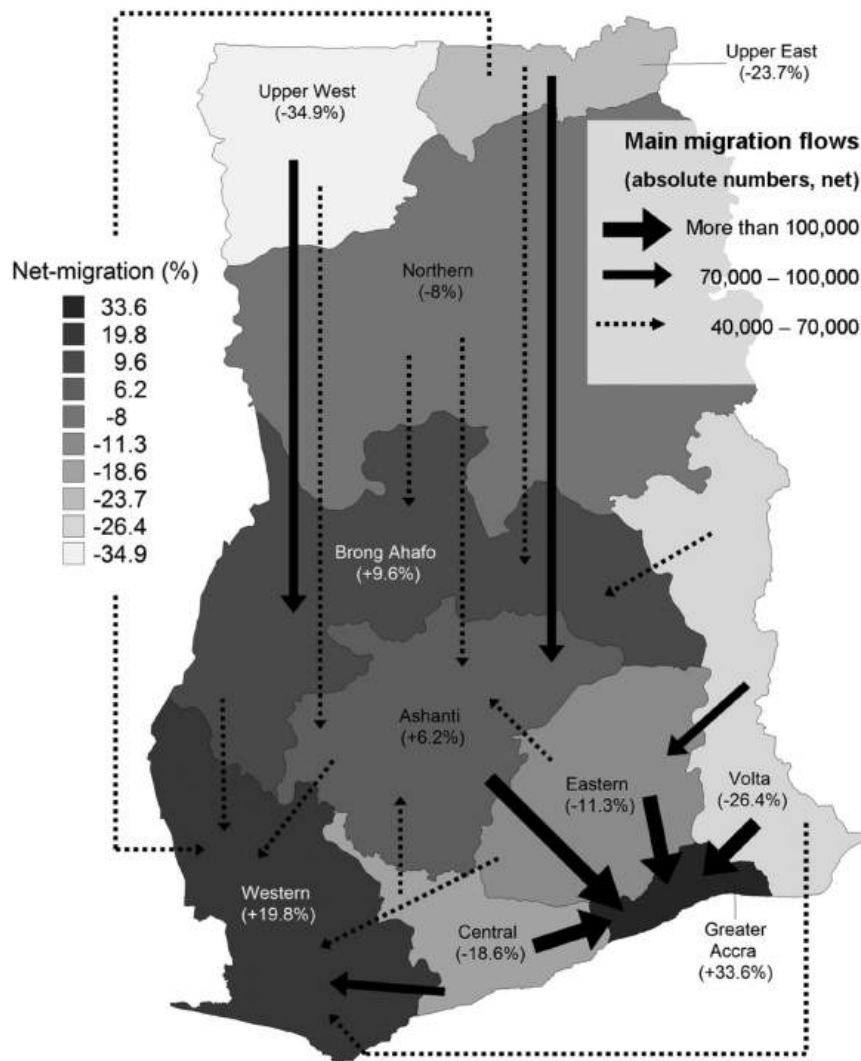 Upper East
(-23.7%)
Upper West
(-34.9%)
Main migration flows
(absolute numbers, net)
More than 100,000
70,000 – 100,000
40,000 – 70,000
Net-migration (%)
33.6
19.8
9.6
6.2
-8
-11.3
-18.6
-23.7
-26.4
-34.9
Northern
(-8%)
Brong Ahafo
(+9.6%)
Ashanti
(+6.2%)
Eastern
(-11.3%)
Volta
(-26.4%)
Western
(+19.8%)
Central
(-18.6%)
Greater
Accra
(+33.6%)